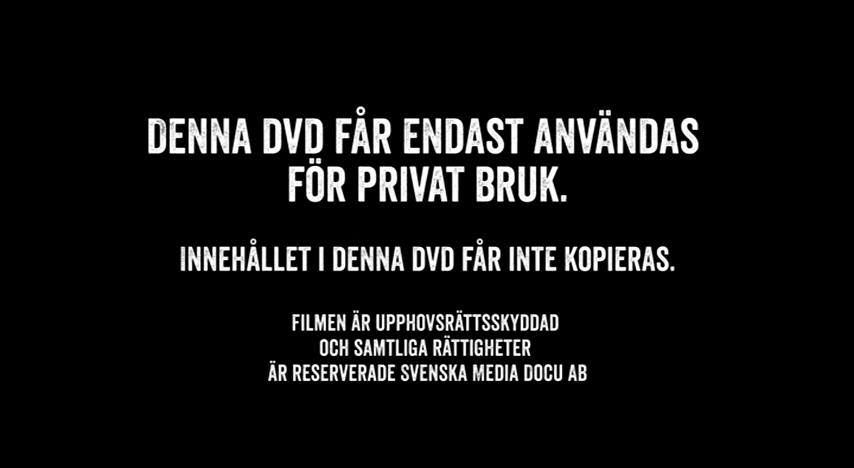 DENNA DVD FÅR ENDAST ANVÄNDAS
FÖR PRIVAT BRUK.
INNEHÅLLET I DENNA DVD FÅR INTE KOPIERAS.
FILMEN ÄR UPPHOVSRÄTTSSKYDDAD
OCH SAMTLIGA RÄTTIGHETER
ÄR RESERVERADE SVENSKA MEDIA DOCU AB